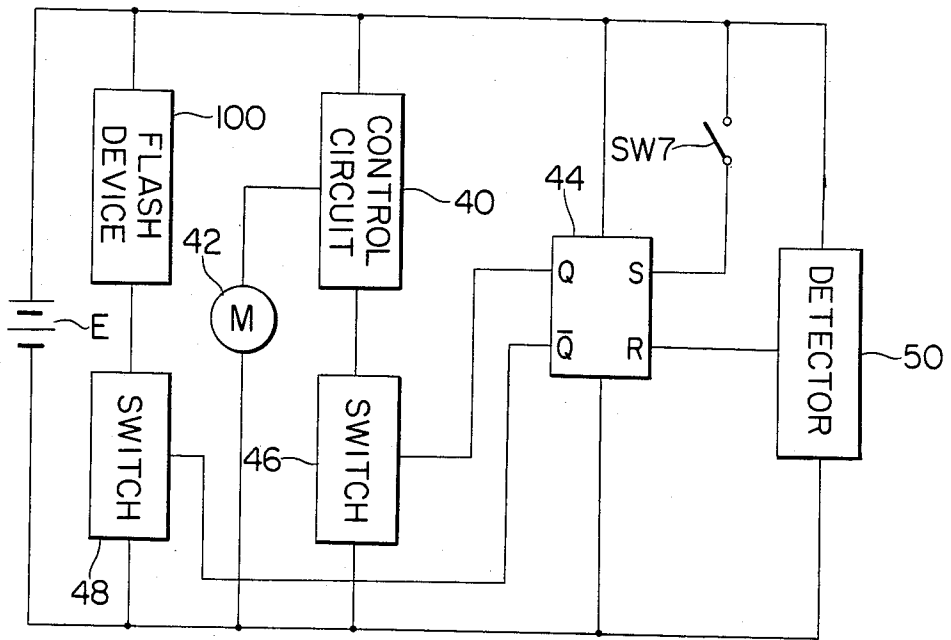 FLASH
DEVICE
100
CONTROL
CIRCUIT
40
SW7
44
42
M
Q
S
Q̅
R
E
DETECTOR
50
SWITCH
48
SWITCH
46